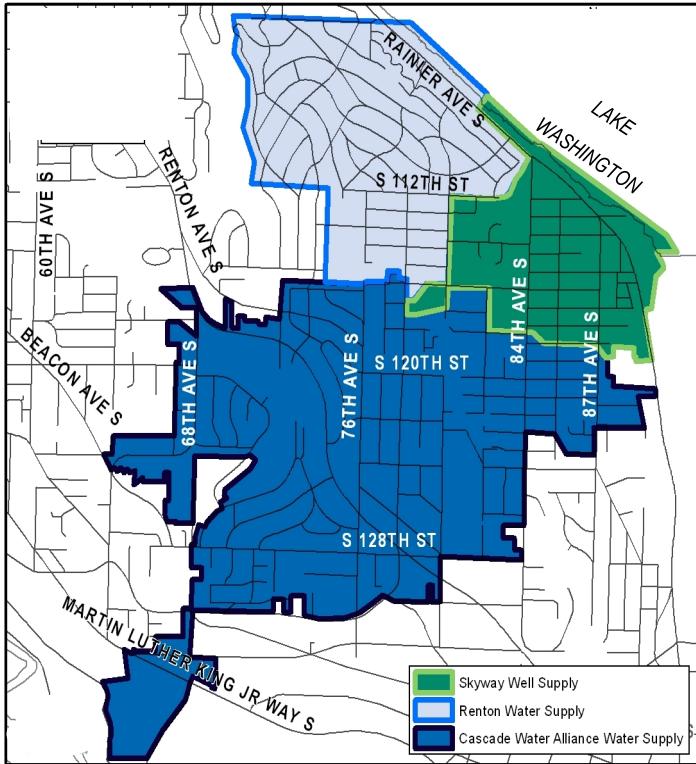 RAINIER AVE S
LAKE
WASHINGTON
RENTON AVE S
S 112TH ST
60TH AVE S
84TH AVE S
BEACON AVE S
68TH AVE S
76TH AVE S
S 120TH ST
87TH AVE S
S 128TH ST
MARTIN LUTHER KING JR WAY S
Skyway Well Supply
Renton Water Supply
Cascade Water Alliance Water Supply